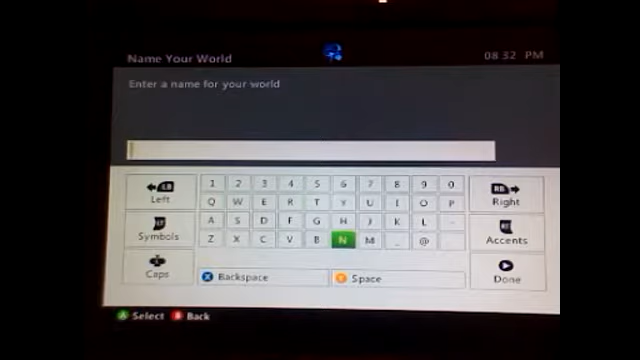 Name Your World
08:32 PM
Enter a name for your world
LB
Left
1 2 3 4 5 6 7 8 9 0
RB
Right
Q W E R T Y U I O P
A S D F G H J K L -
Symbols
Accents
Z X C V B N M _ @ .
Caps
X Backspace
Y Space
Done
A Select B Back